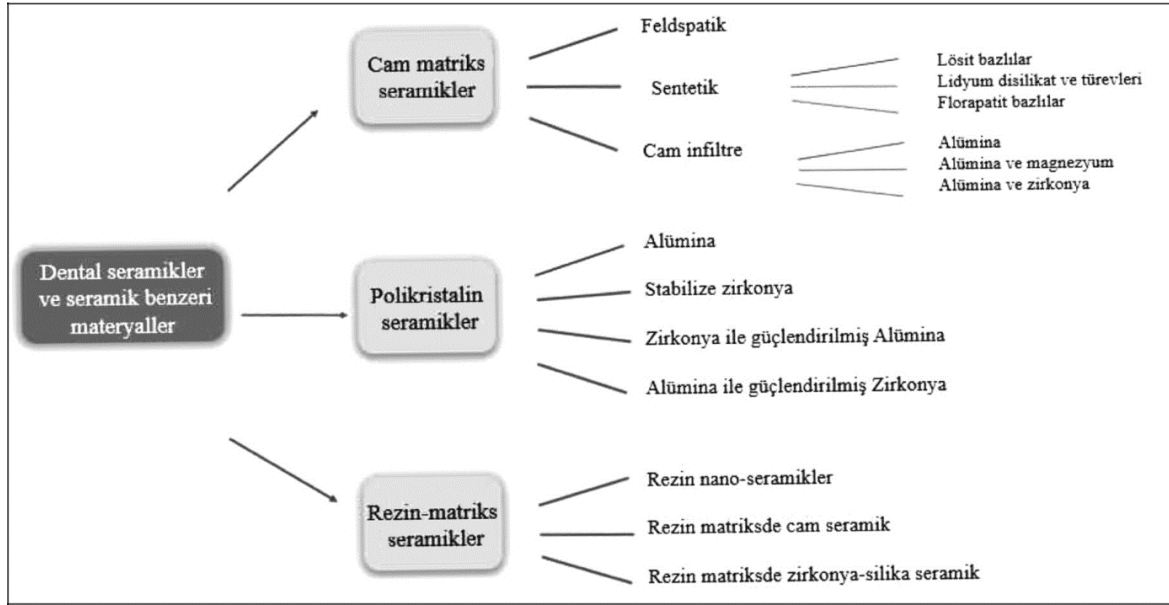 Dental seramikler
ve seramik benzeri
materyaller
Cam matriks
seramikler
Feldspatik
Sentetik
Lösit bazlılar
Lidyum disilikat ve türevleri
Florapatit bazlılar
Cam infiltre
Alümina
Alümina ve magnezyum
Alümina ve zirkonya
Polikristalin
seramikler
Alümina
Stabilize zirkonya
Zirkonya ile güçlendirilmiş Alümina
Alümina ile güçlendirilmiş Zirkonya
Rezin-matriks
seramikler
Rezin nano-seramikler
Rezin matriksde cam seramik
Rezin matriksde zirkonya-silika seramik